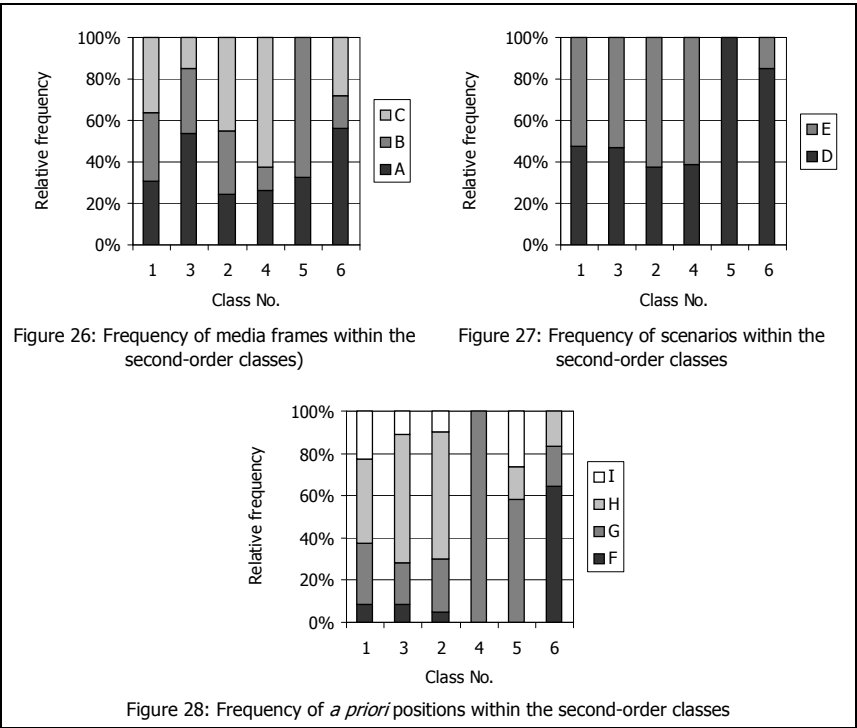 100%
80%
60%
40%
20%
0%
Relative frequency
1 3 2 4 5 6
Class No.
C
B
A
Figure 26: Frequency of media frames within the
second-order classes)
100%
80%
60%
40%
20%
0%
Relative frequency
1 3 2 4 5 6
Class No.
E
D
Figure 27: Frequency of scenarios within the
second-order classes
100%
80%
60%
40%
20%
0%
Relative frequency
1 3 2 4 5 6
Class No.
I
H
G
F
Figure 28: Frequency of a priori positions within the second-order classes